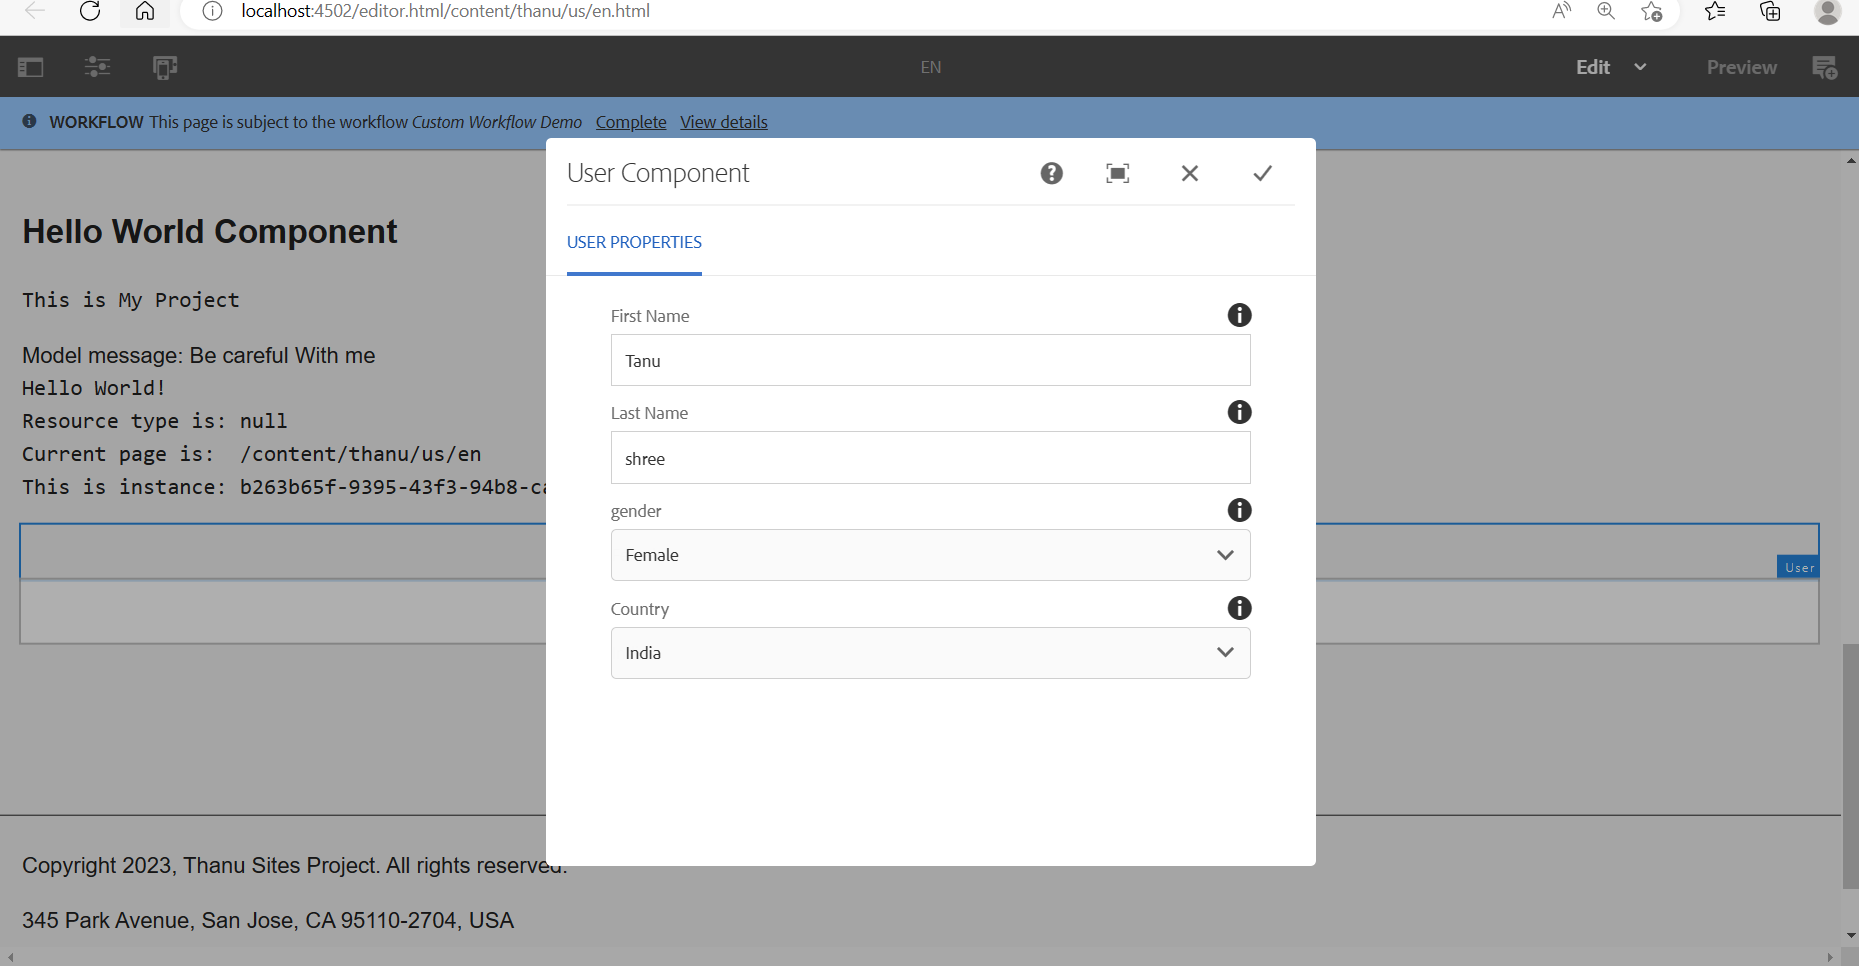 localhost:4502/editor.html/content/thanu/us/en.html
EN
Edit
Preview
WORKFLOW This page is subject to the workflow Custom Workflow Demo Complete View details
User Component
USER PROPERTIES
First Name
Tanu
Last Name
shree
gender
Female
Country
India
Hello World Component
This is My Project
Model message: Be careful With me
Hello World!
Resource type is: null
Current page is: /content/thanu/us/en
This is instance: b263b65f-9395-43f3-94b8-ca
User
Copyright 2023, Thanu Sites Project. All rights reserved.
345 Park Avenue, San Jose, CA 95110-2704, USA